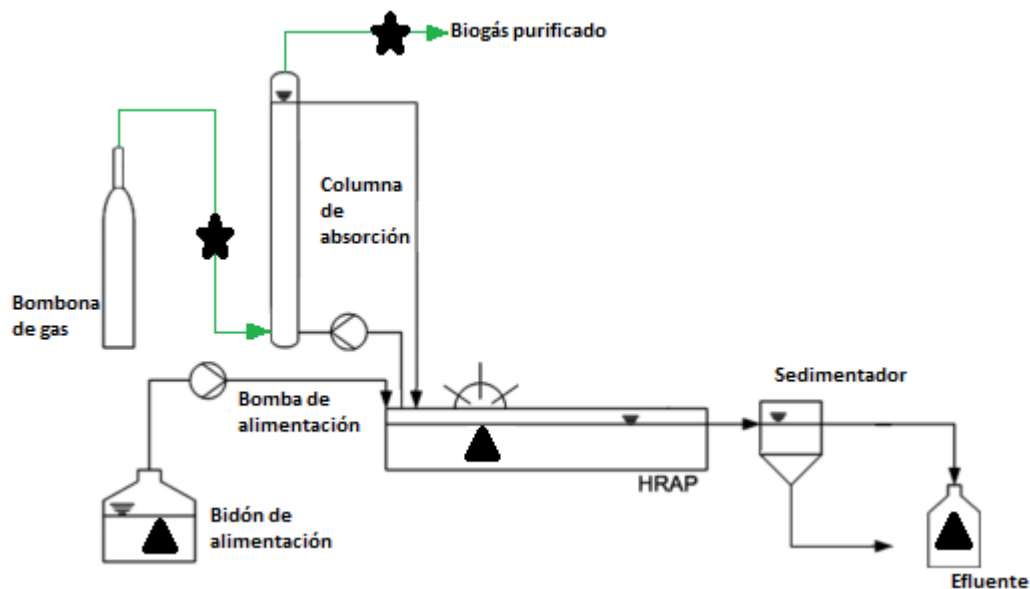 Biogás purificado
Columna
de
absorción
Bombona
de gas
Bomba de
alimentación
Sedimentador
HRAP
Bidón de
alimentación
Efluente